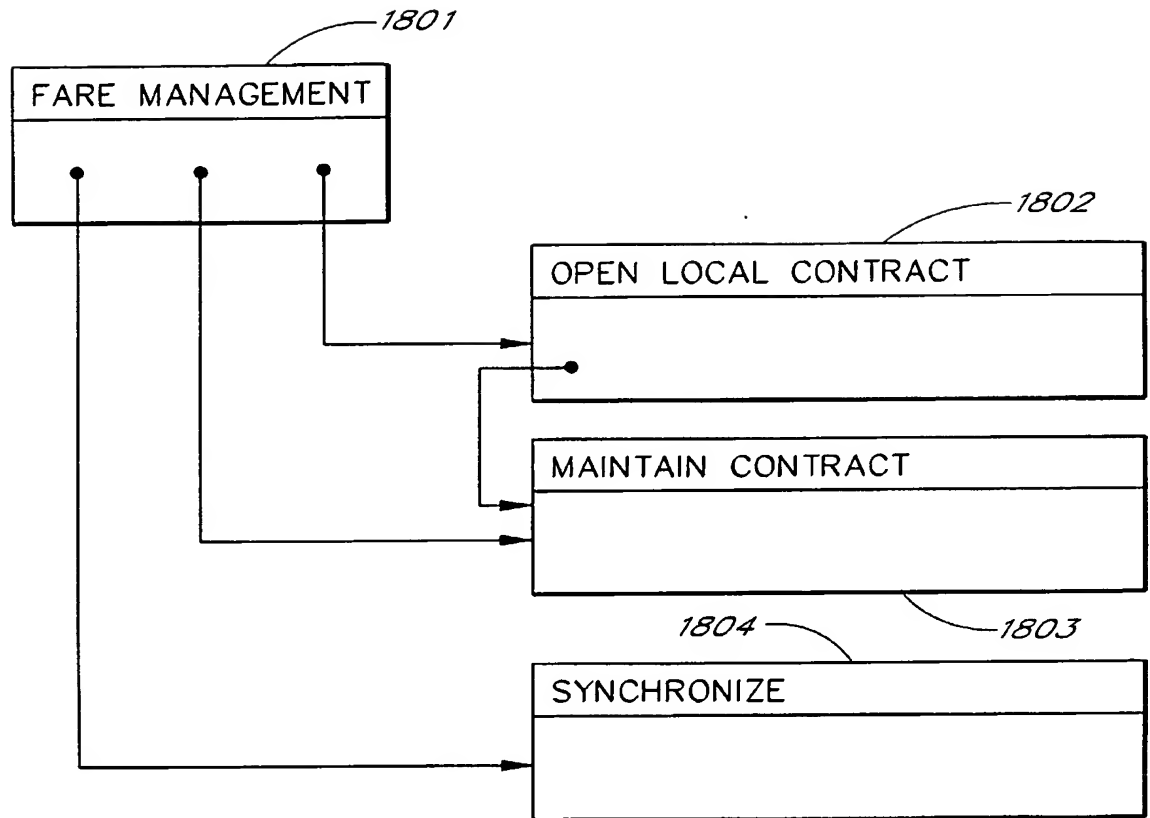 1801
FARE MANAGEMENT
1802
OPEN LOCAL CONTRACT
MAINTAIN CONTRACT
1803
1804
SYNCHRONIZE